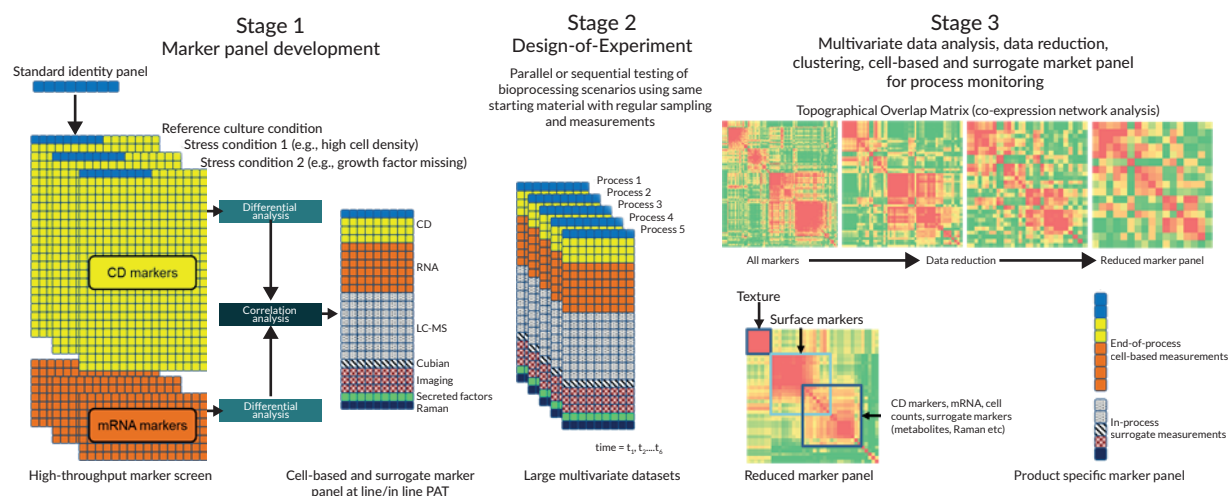 Stage 1
Marker panel development
Standard identity panel
Reference culture condition
Stress condition 1 (e.g., high cell density)
Stress condition 2 (e.g., growth factor missing)
Differential
analysis
CD markers
Correlation
analysis
mRNA markers
Differential
analysis
CD
RNA
LC-MS
Cubian
Imaging
Secreted factors
Raman
High-throughput marker screen
Cell-based and surrogate marker
panel at line/in line PAT
Stage 2
Design-of-Experiment
Parallel or sequential testing of
bioprocessing scenarios using same
starting material with regular sampling
and measurements
Process 1
Process 2
Process 3
Process 4
Process 5
time = t1, t2....t6
Large multivariate datasets
Stage 3
Multivariate data analysis, data reduction,
clustering, cell-based and surrogate market panel
for process monitoring
Topographical Overlap Matrix (co-expression network analysis)
All markers
Data reduction
Reduced marker panel
Texture
Surface markers
CD markers, mRNA, cell
counts, surrogate markers
(metabolites, Raman etc)
Reduced marker panel
End-of-process
cell-based measurements
In-process
surrogate measurements
Product specific marker panel